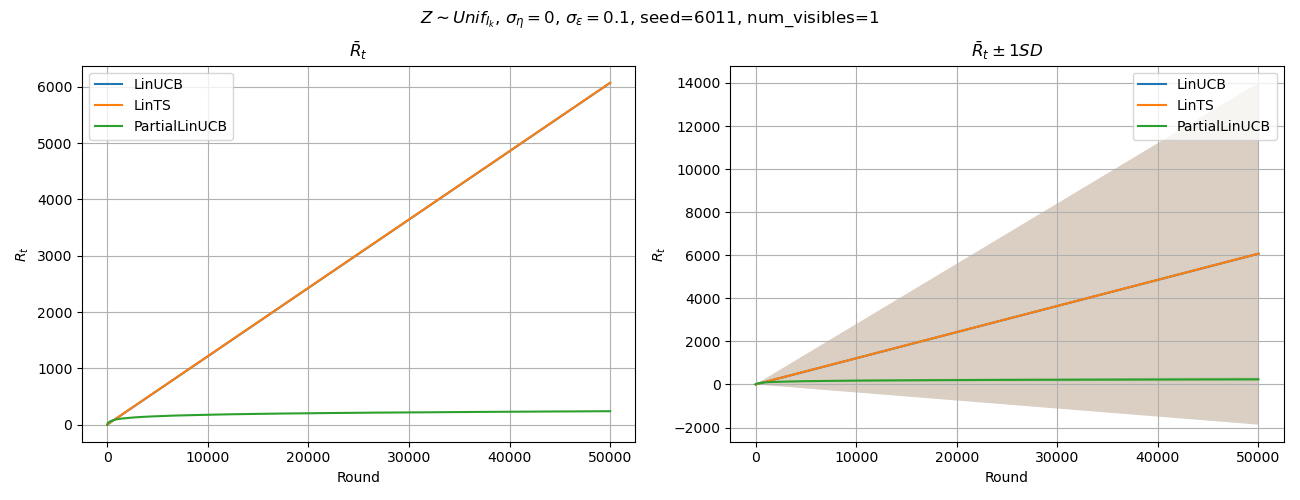 Z ∼ Unif_{I_k}, σ_η = 0, σ_ε = 0.1, seed=6011, num_visibles=1
R̄_t
6000
5000
4000
3000
2000
1000
0
R_t
LinUCB
LinTS
PartialLinUCB
0 10000 20000 30000 40000 50000
Round
R̄_t ± 1SD
14000
12000
10000
8000
6000
4000
2000
0
−2000
R_t
LinUCB
LinTS
PartialLinUCB
0 10000 20000 30000 40000 50000
Round